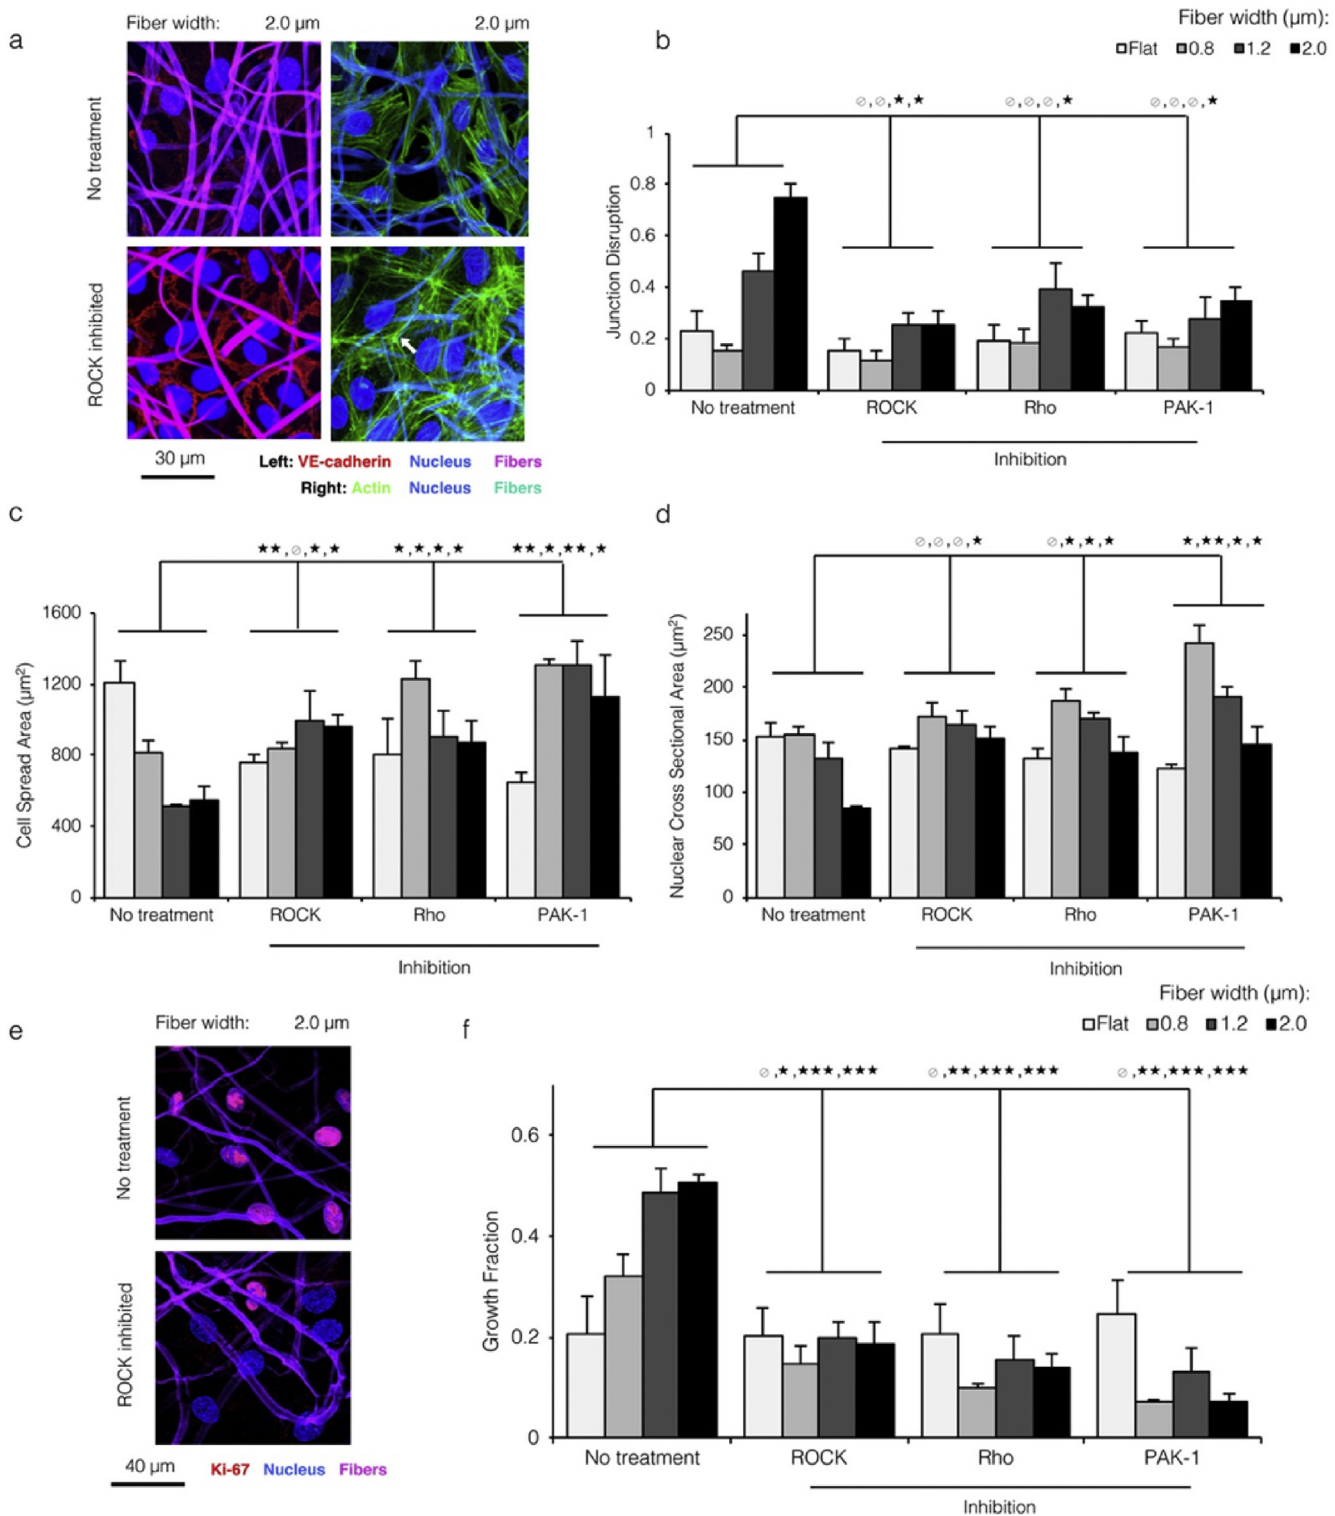 a
Fiber width: 2.0 µm 2.0 µm
No treatment
ROCK inhibited
30 µm
Left: VE-cadherin Nucleus Fibers
Right: Actin Nucleus Fibers
b
Fiber width (µm):
Flat 0.8 1.2 2.0
⊘,⊘,★,★ ⊘,⊘,⊘,★ ⊘,⊘,⊘,★
Junction Disruption
1
0.8
0.6
0.4
0.2
0
No treatment ROCK Rho PAK-1
Inhibition
c
★★,⊘,★,★ ★,★,★,★ ★★,★,★★,★
Cell Spread Area (µm²)
1600
1200
800
400
0
No treatment ROCK Rho PAK-1
Inhibition
d
⊘,⊘,⊘,★ ⊘,★,★,★ ★,★★,★,★
Nuclear Cross Sectional Area (µm²)
250
200
150
100
50
0
No treatment ROCK Rho PAK-1
Inhibition
e
Fiber width: 2.0 µm
No treatment
ROCK inhibited
40 µm Ki-67 Nucleus Fibers
f
Fiber width (µm):
Flat 0.8 1.2 2.0
⊘,★,★★★,★★★ ⊘,★★,★★★,★★★ ⊘,★★,★★★,★★★
Growth Fraction
0.6
0.4
0.2
0
No treatment ROCK Rho PAK-1
Inhibition